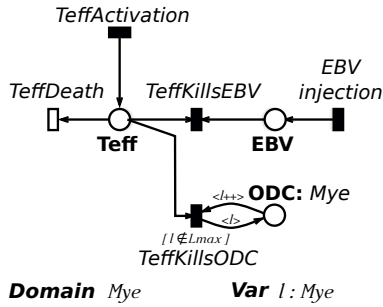 TeffActivation
TeffDeath TeffKillsEBV EBV
injection
Teff EBV
ODC: Mye
<l++>
<l>
[ l ∉ Lmax ]
TeffKillsODC
Domain Mye Var l : Mye